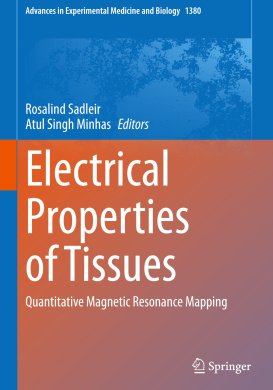 Advances in Experimental Medicine and Biology 1380
Rosalind Sadleir
Atul Singh Minhas Editors
Electrical
Properties
of Tissues
Quantitative Magnetic Resonance Mapping
Springer